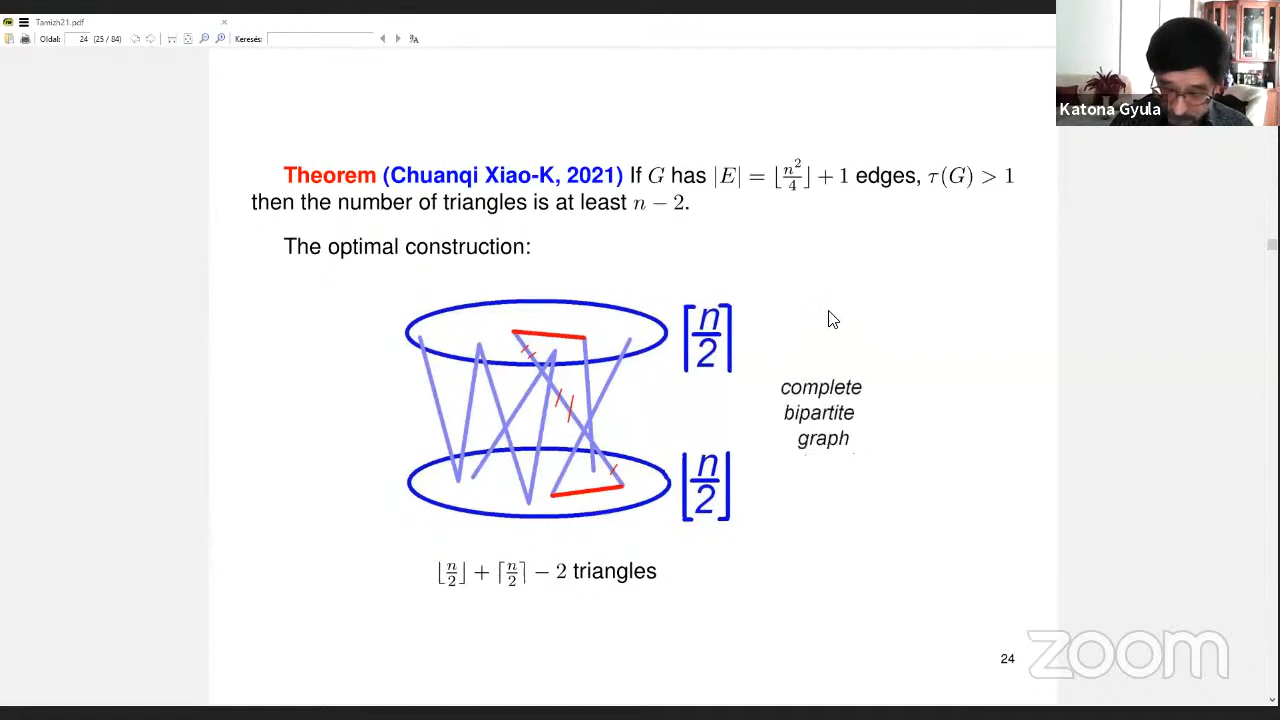 Tamizh21.pdf
Oldal: 24 (25 / 84) Keresés:
Katona Gyula
Theorem (Chuanqi Xiao-K, 2021) If G has |E| = ⌊n²/4⌋ + 1 edges, τ(G) > 1
then the number of triangles is at least n − 2.
The optimal construction:
⌈n/2⌉
complete
bipartite
graph
⌊n/2⌋
⌊n/2⌋ + ⌈n/2⌉ − 2 triangles
24
zoom